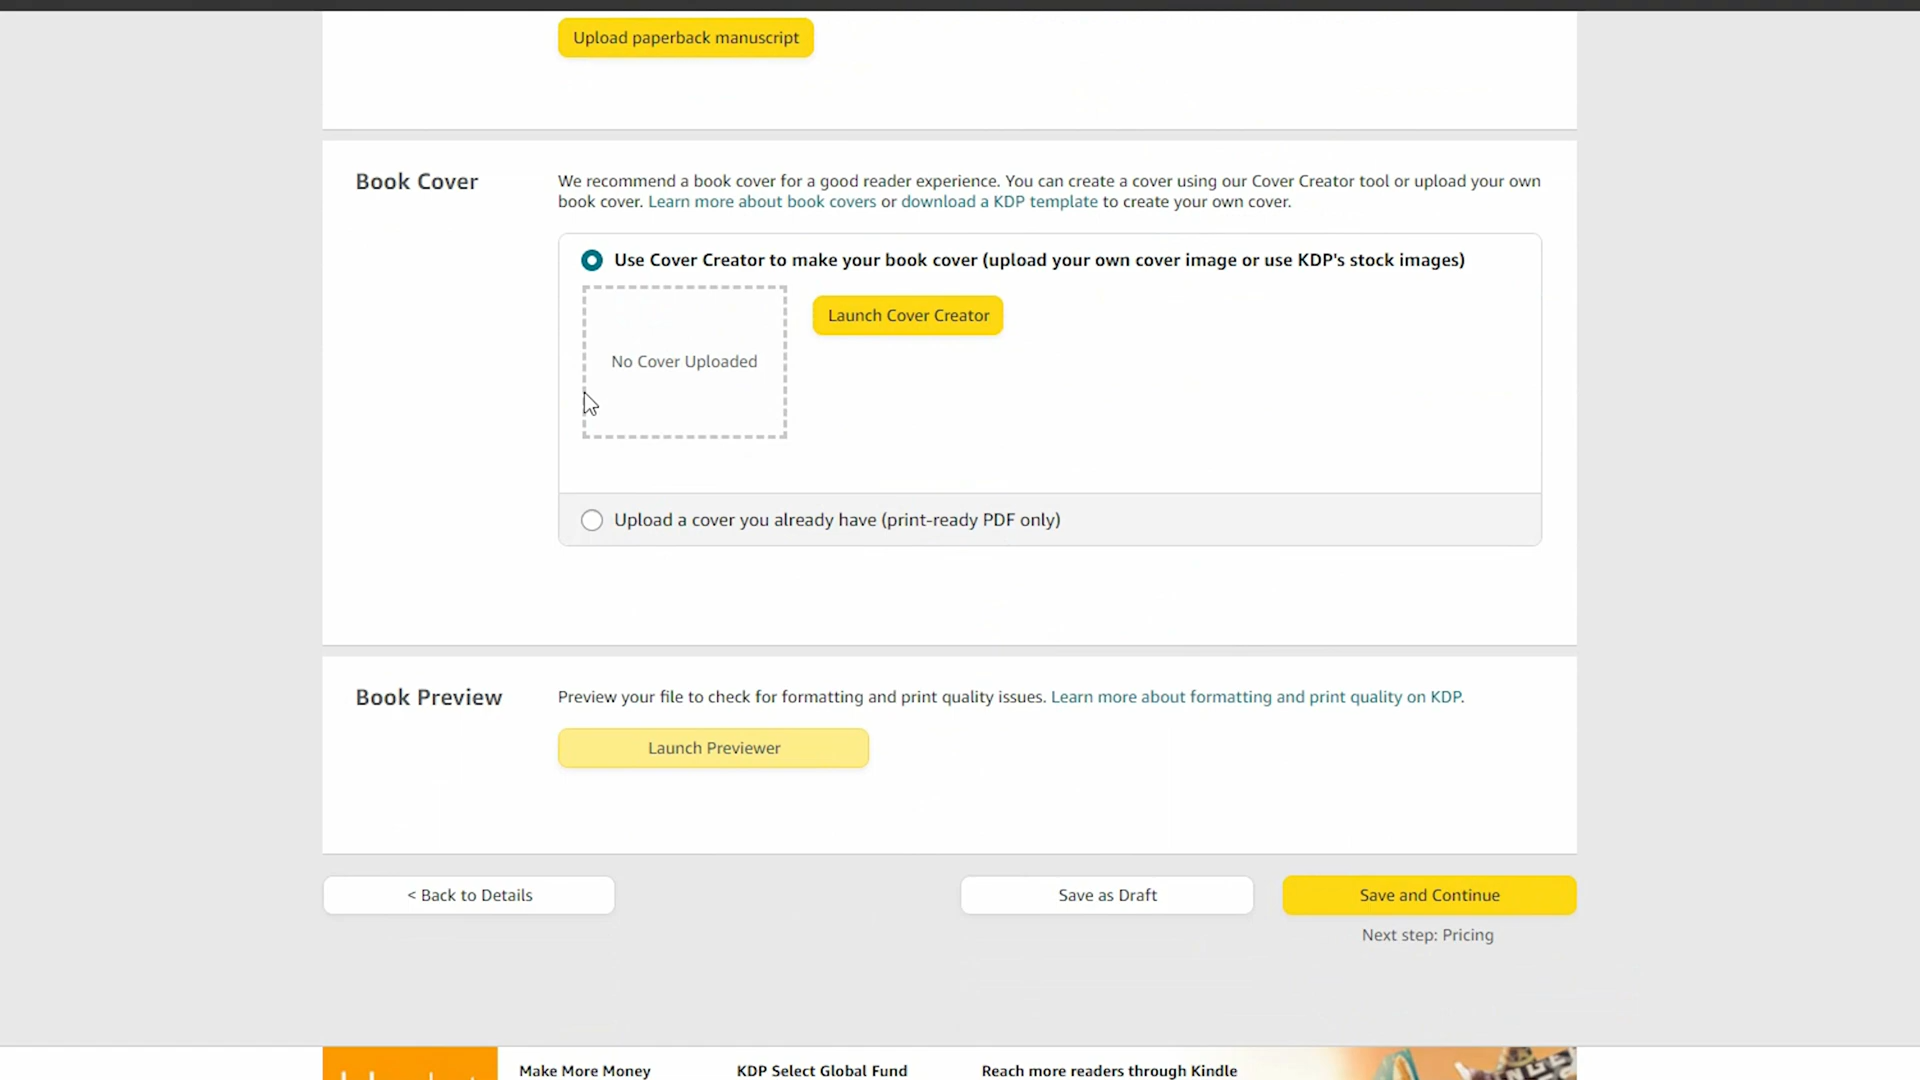 Upload paperback manuscript
Book Cover
We recommend a book cover for a good reader experience. You can create a cover using our Cover Creator tool or upload your own
book cover. Learn more about book covers or download a KDP template to create your own cover.
Use Cover Creator to make your book cover (upload your own cover image or use KDP's stock images)
Launch Cover Creator
No Cover Uploaded
Upload a cover you already have (print-ready PDF only)
Book Preview
Preview your file to check for formatting and print quality issues. Learn more about formatting and print quality on KDP.
Launch Previewer
< Back to Details
Save as Draft
Save and Continue
Next step: Pricing
Make More Money
KDP Select Global Fund
Reach more readers through Kindle